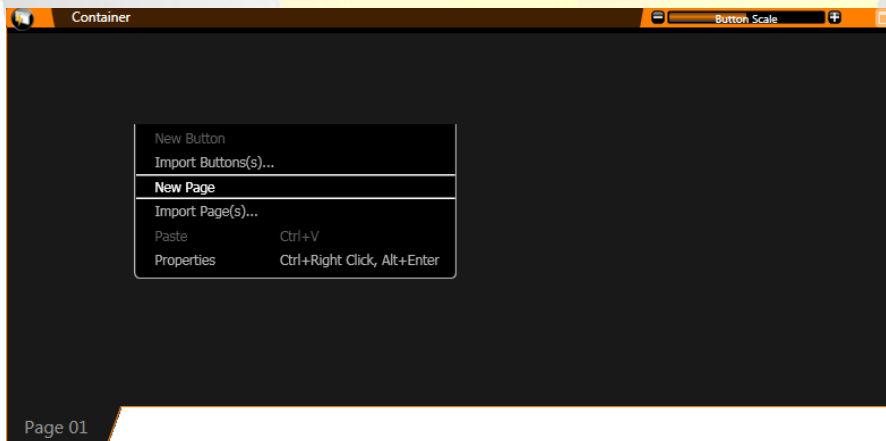 Container
Button Scale
New Button
Import Buttons(s)...
New Page
Import Page(s)...
Paste Ctrl+V
Properties Ctrl+Right Click, Alt+Enter
Page 01